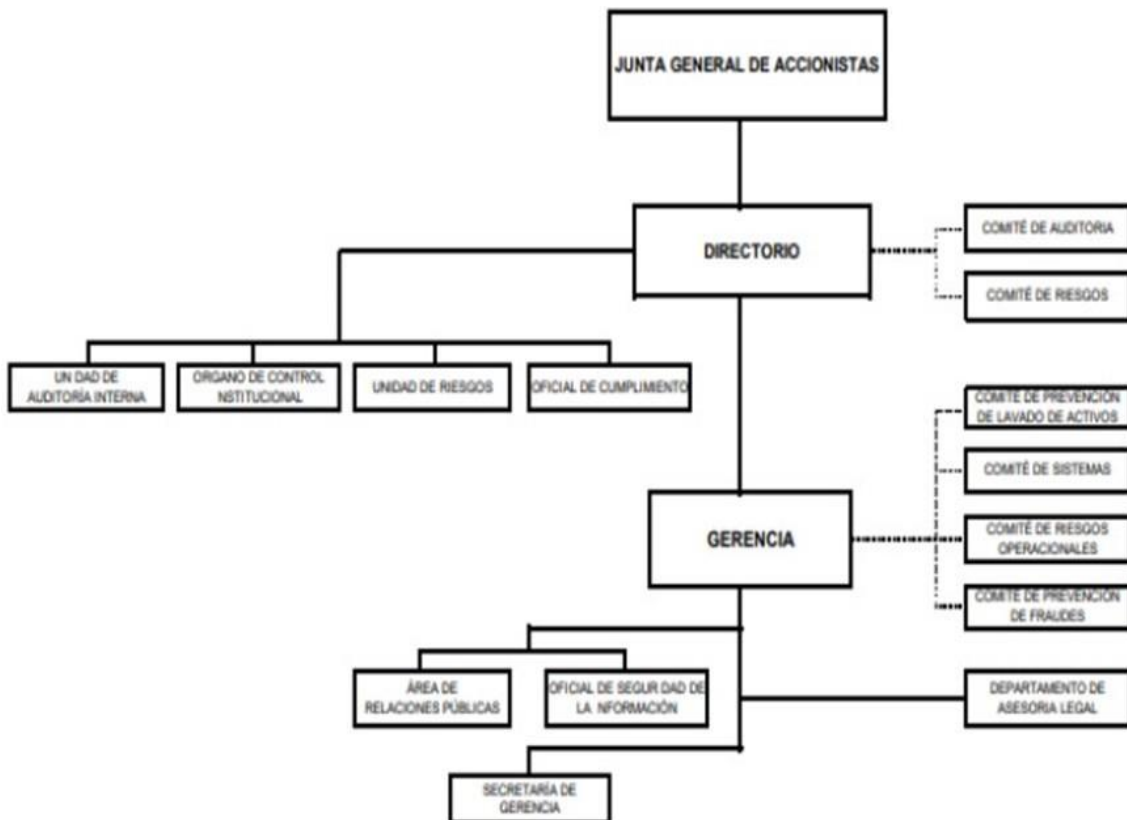 JUNTA GENERAL DE ACCIONISTAS
DIRECTORIO
COMITÉ DE AUDITORIA
COMITÉ DE RIESGOS
UN DAD DE
AUDITORÍA INTERNA
ORGANO DE CONTROL
NSTITUCIONAL
UNIDAD DE RIESGOS
OFICIAL DE CUMPLIMIENTO
COMITÉ DE PREVENCIÓN
DE LAVADO DE ACTIVOS
COMITÉ DE SISTEMAS
GERENCIA
COMITÉ DE RIESGOS
OPERACIONALES
COMITÉ DE PREVENCIÓN
DE FRAUDES
ÁREA DE
RELACIONES PÚBLICAS
OFICIAL DE SEGUR DAD DE
LA NFORMACIÓN
DEPARTAMENTO DE
ASESORIA LEGAL
SECRETARÍA DE
GERENCIA